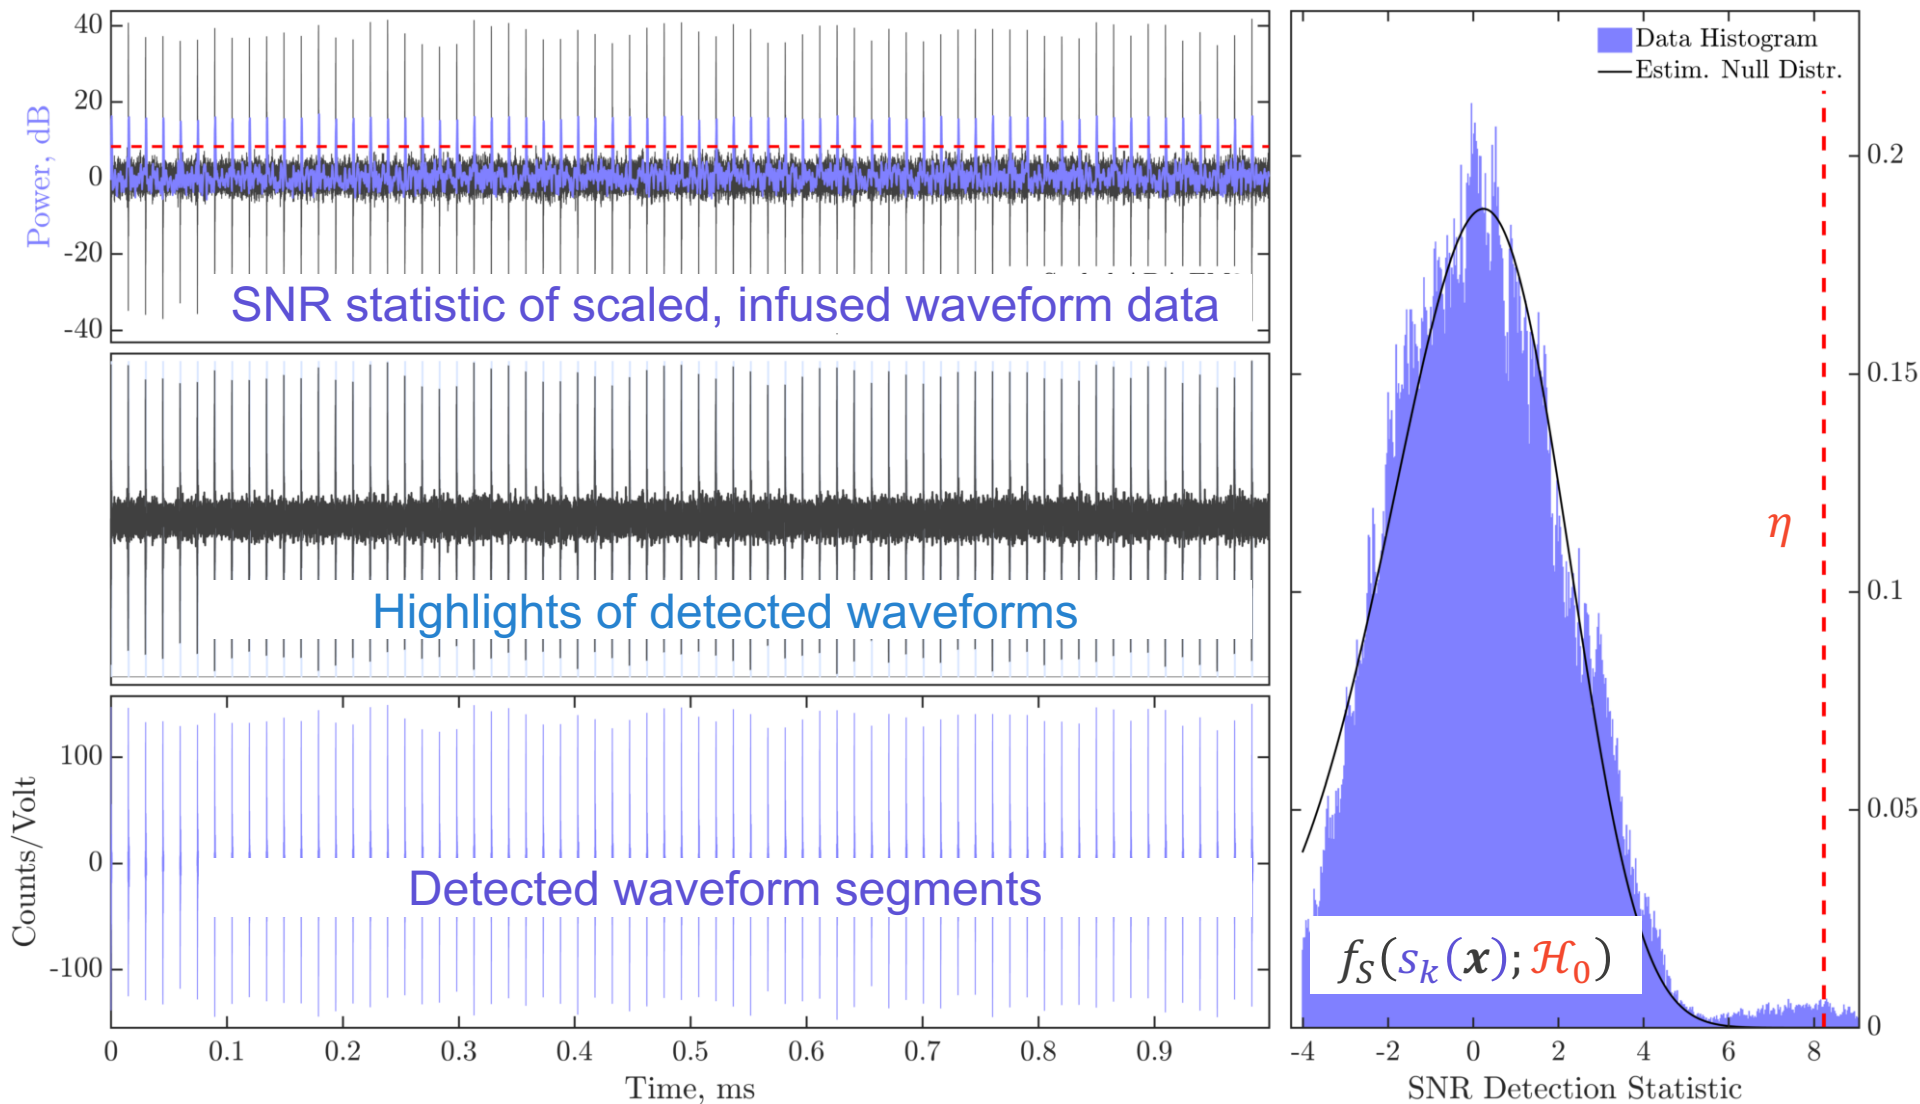 40
20
0
-20
-40
Power, dB
SNR statistic of scaled, infused waveform data
Highlights of detected waveforms
100
0
-100
Counts/Volt
Detected waveform segments
0 0.1 0.2 0.3 0.4 0.5 0.6 0.7 0.8 0.9
Time, ms
Data Histogram
Estim. Null Distr.
0.2
0.15
η
0.1
0.05
f_S(s_k(x); ℋ_0)
0
-4 -2 0 2 4 6 8
SNR Detection Statistic